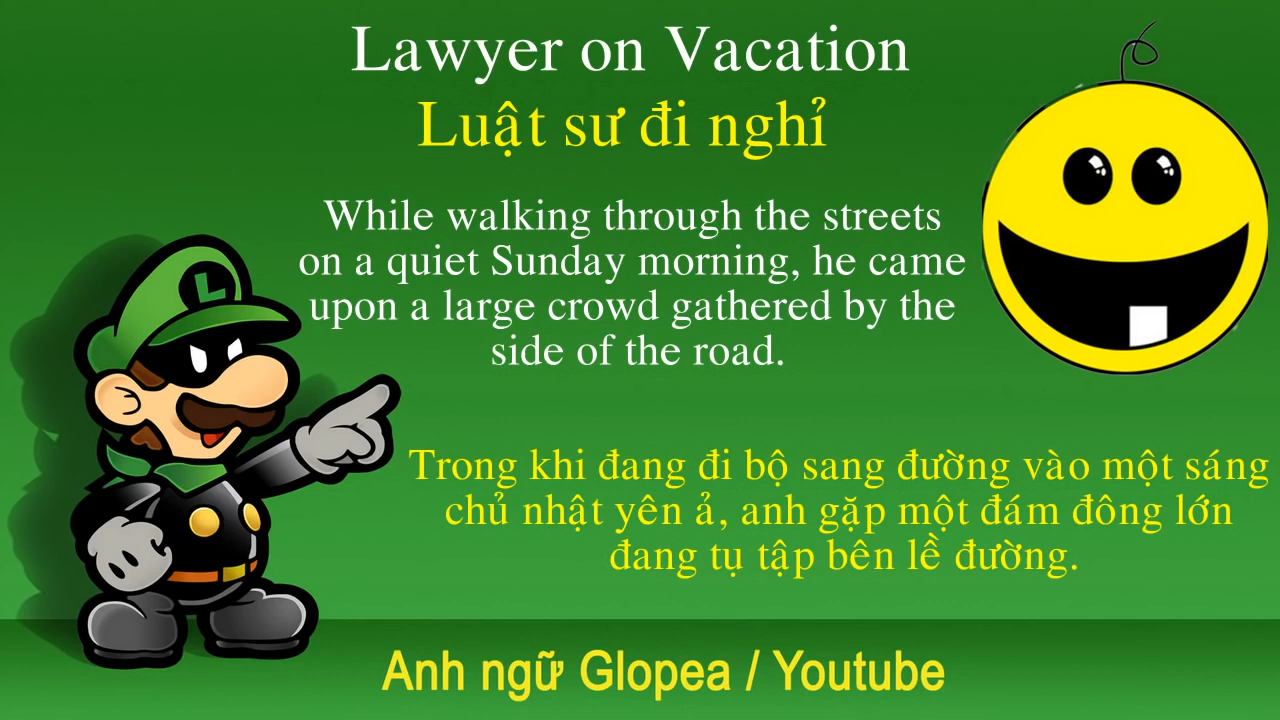 Lawyer on Vacation
Luật sư đi nghỉ
While walking through the streets
on a quiet Sunday morning, he came
upon a large crowd gathered by the
side of the road.
L
Trong khi đang đi bộ sang đường vào một sáng
chủ nhật yên ả, anh gặp một đám đông lớn
đang tụ tập bên lề đường.
Anh ngữ Glopea / Youtube